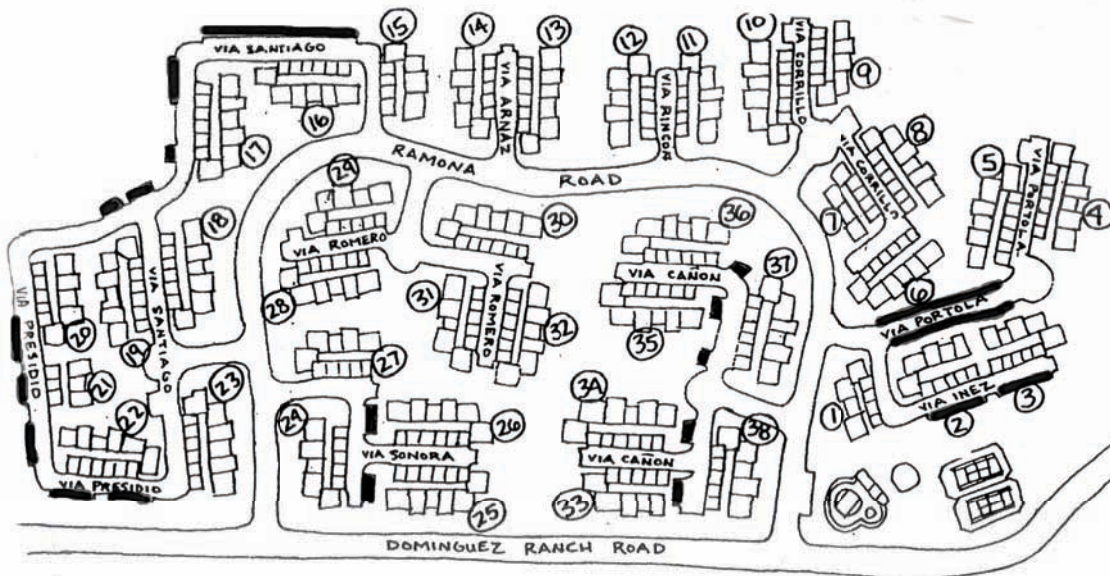 15
14
13
12
11
10
9
VIA SANTIAGO
VIA ARNAZ
VIA RINCON
VIA CORRILLO
16
17
8
VIA CORRILLO
7
5
VIA PORTOLA
4
RAMONA ROAD
29
30
36
18
VIA ROMERO
28
31
VIA ROMERO
32
VIA CAÑON
35
37
6
VIA PORTOLA
VIA PRESIDIO
20
19
VIA SANTIAGO
21
22
23
27
VIA INEZ
1
2
3
24
26
VIA SONORA
25
34
VIA CAÑON
33
38
VIA PRESIDIO
DOMINGUEZ RANCH ROAD